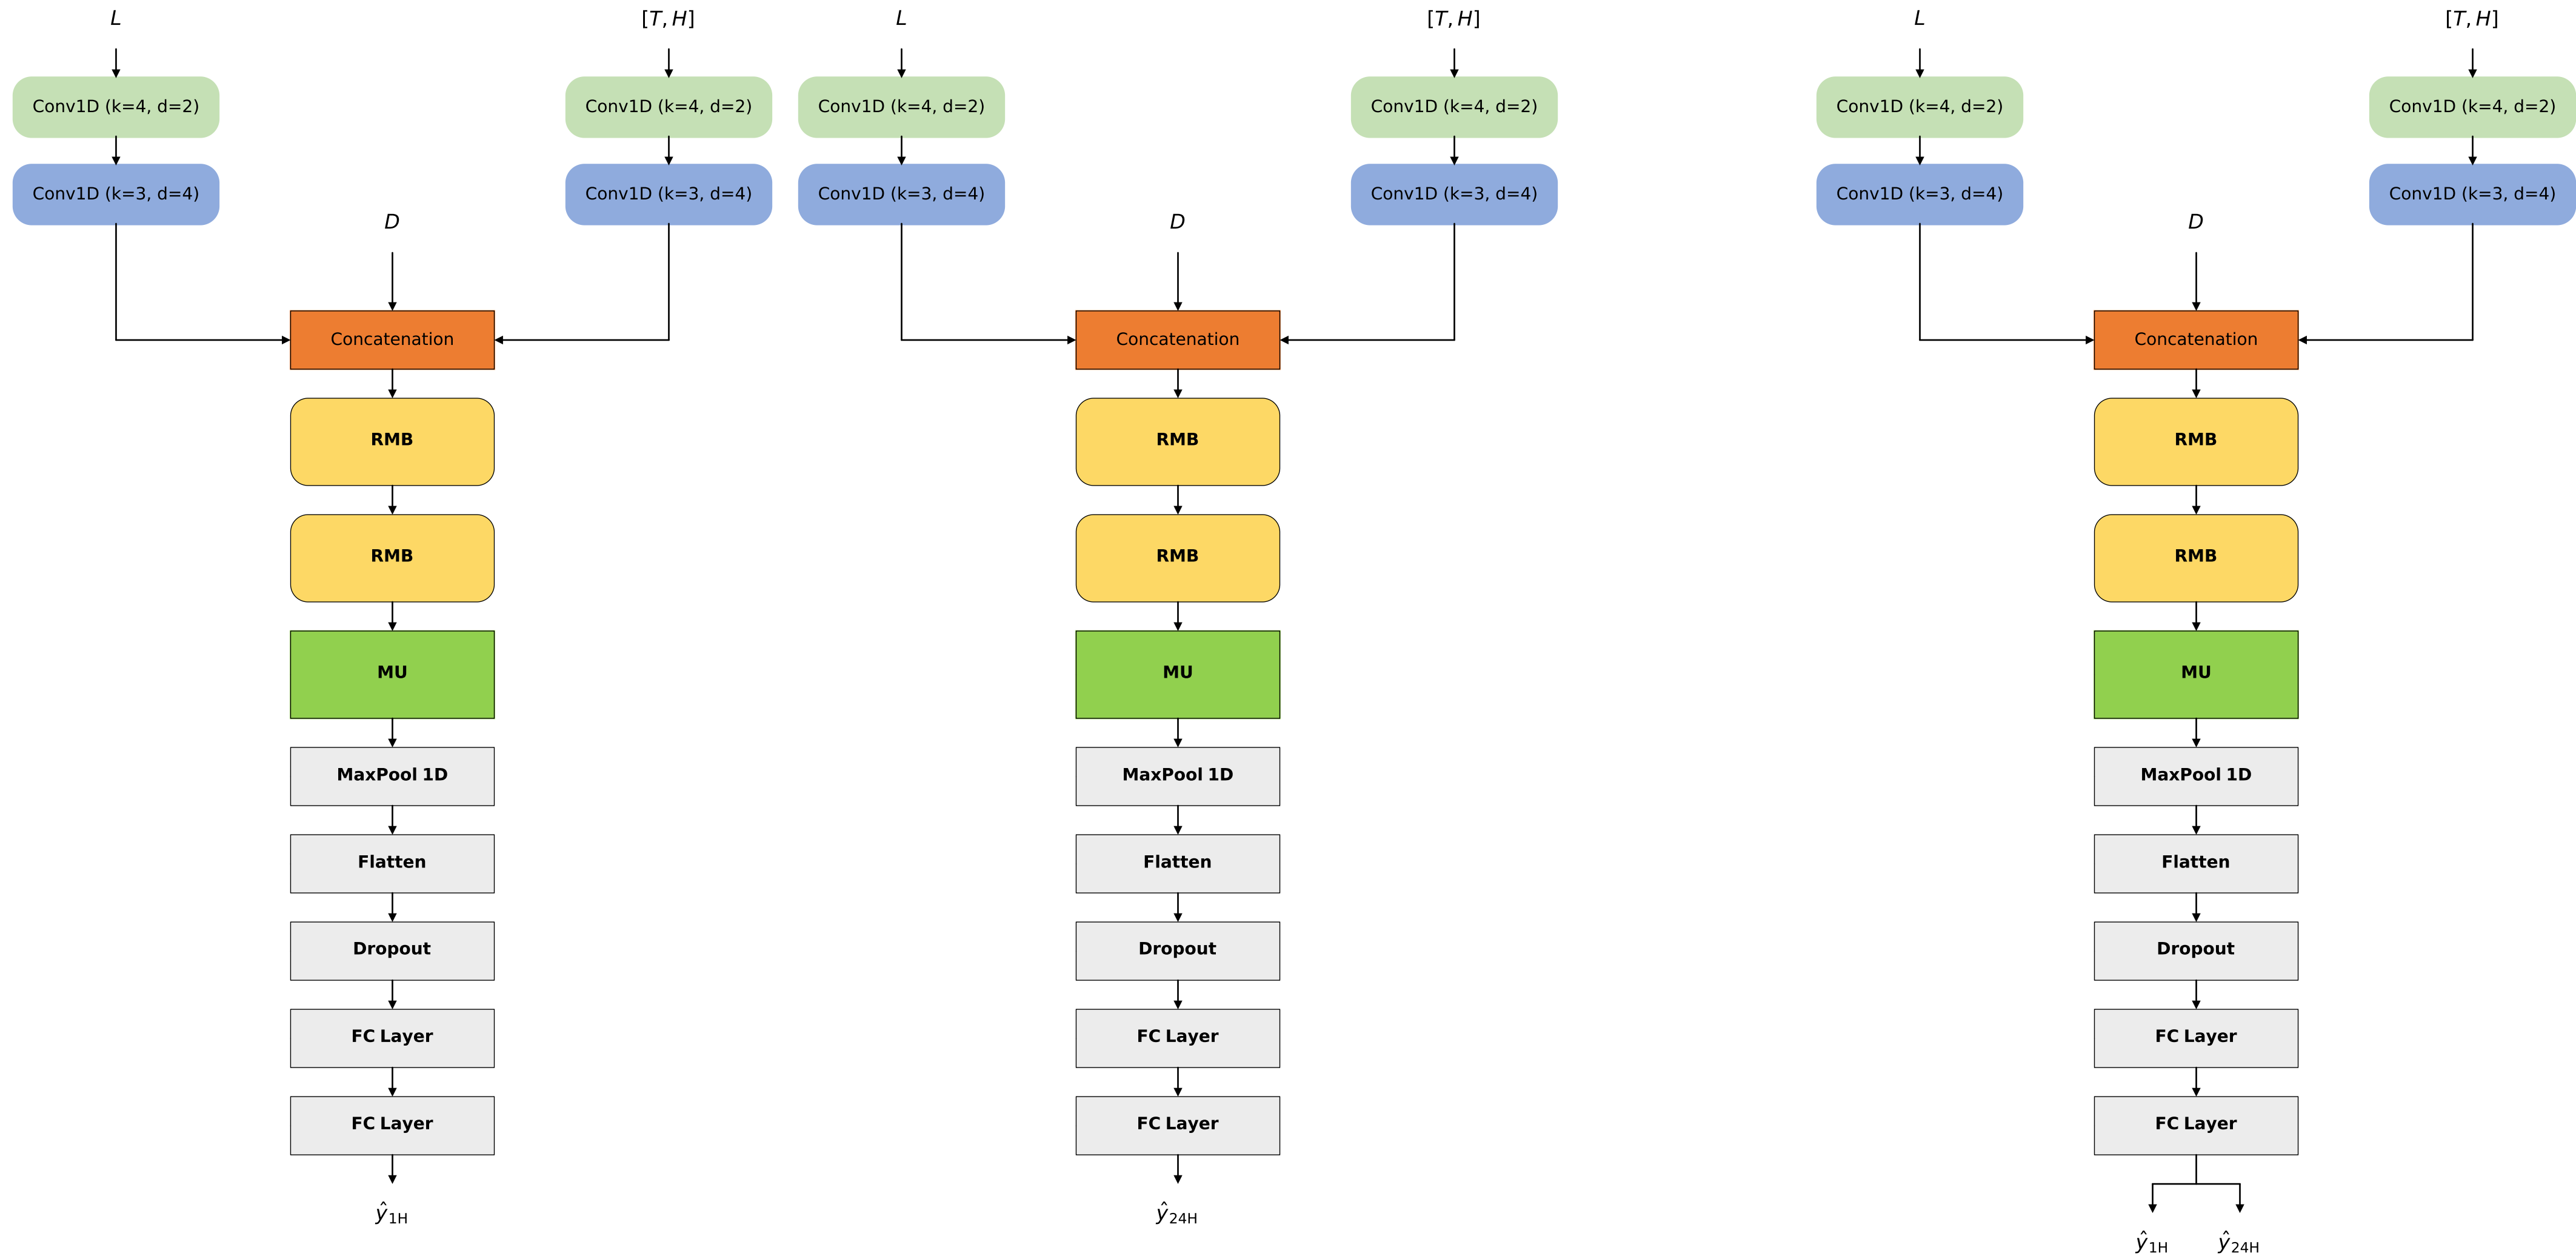 L
[T, H]
Conv1D (k=4, d=2)
Conv1D (k=4, d=2)
Conv1D (k=3, d=4)
Conv1D (k=3, d=4)
D
Concatenation
RMB
RMB
MU
MaxPool 1D
Flatten
Dropout
FC Layer
FC Layer
ŷ1H
L
[T, H]
Conv1D (k=4, d=2)
Conv1D (k=4, d=2)
Conv1D (k=3, d=4)
Conv1D (k=3, d=4)
D
Concatenation
RMB
RMB
MU
MaxPool 1D
Flatten
Dropout
FC Layer
FC Layer
ŷ24H
L
[T, H]
Conv1D (k=4, d=2)
Conv1D (k=4, d=2)
Conv1D (k=3, d=4)
Conv1D (k=3, d=4)
D
Concatenation
RMB
RMB
MU
MaxPool 1D
Flatten
Dropout
FC Layer
FC Layer
ŷ1H
ŷ24H